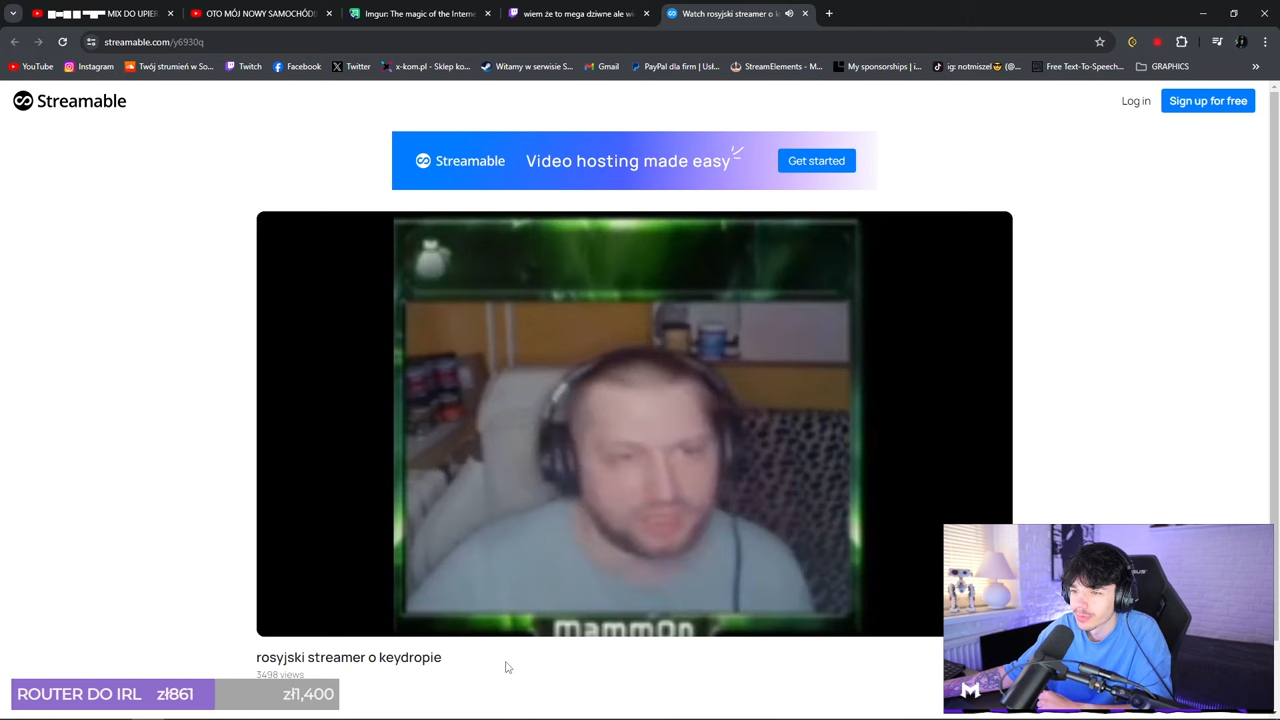 MIX DO UPIER
OTO MÓJ NOWY SAMOCHÓD!
Imgur: The magic of the Interne
wiem że to mega dziwne ale wi
Watch rosyjski streamer o k
streamable.com/y6930q
YouTube
Instagram
Twój strumień w So...
Twitch
Facebook
Twitter
x-kom.pl - Sklep ko...
Witamy w serwisie S...
Gmail
PayPal dla firm | Usł...
StreamElements - M...
My sponsorships | i...
ig: notmiszel😎 (@...
Free Text-To-Speech...
GRAPHICS
Streamable
Log in
Sign up for free
Streamable
Video hosting made easy
Get started
MammOn
rosyjski streamer o keydropie
3498 views
ROUTER DO IRL zł861 zł1,400